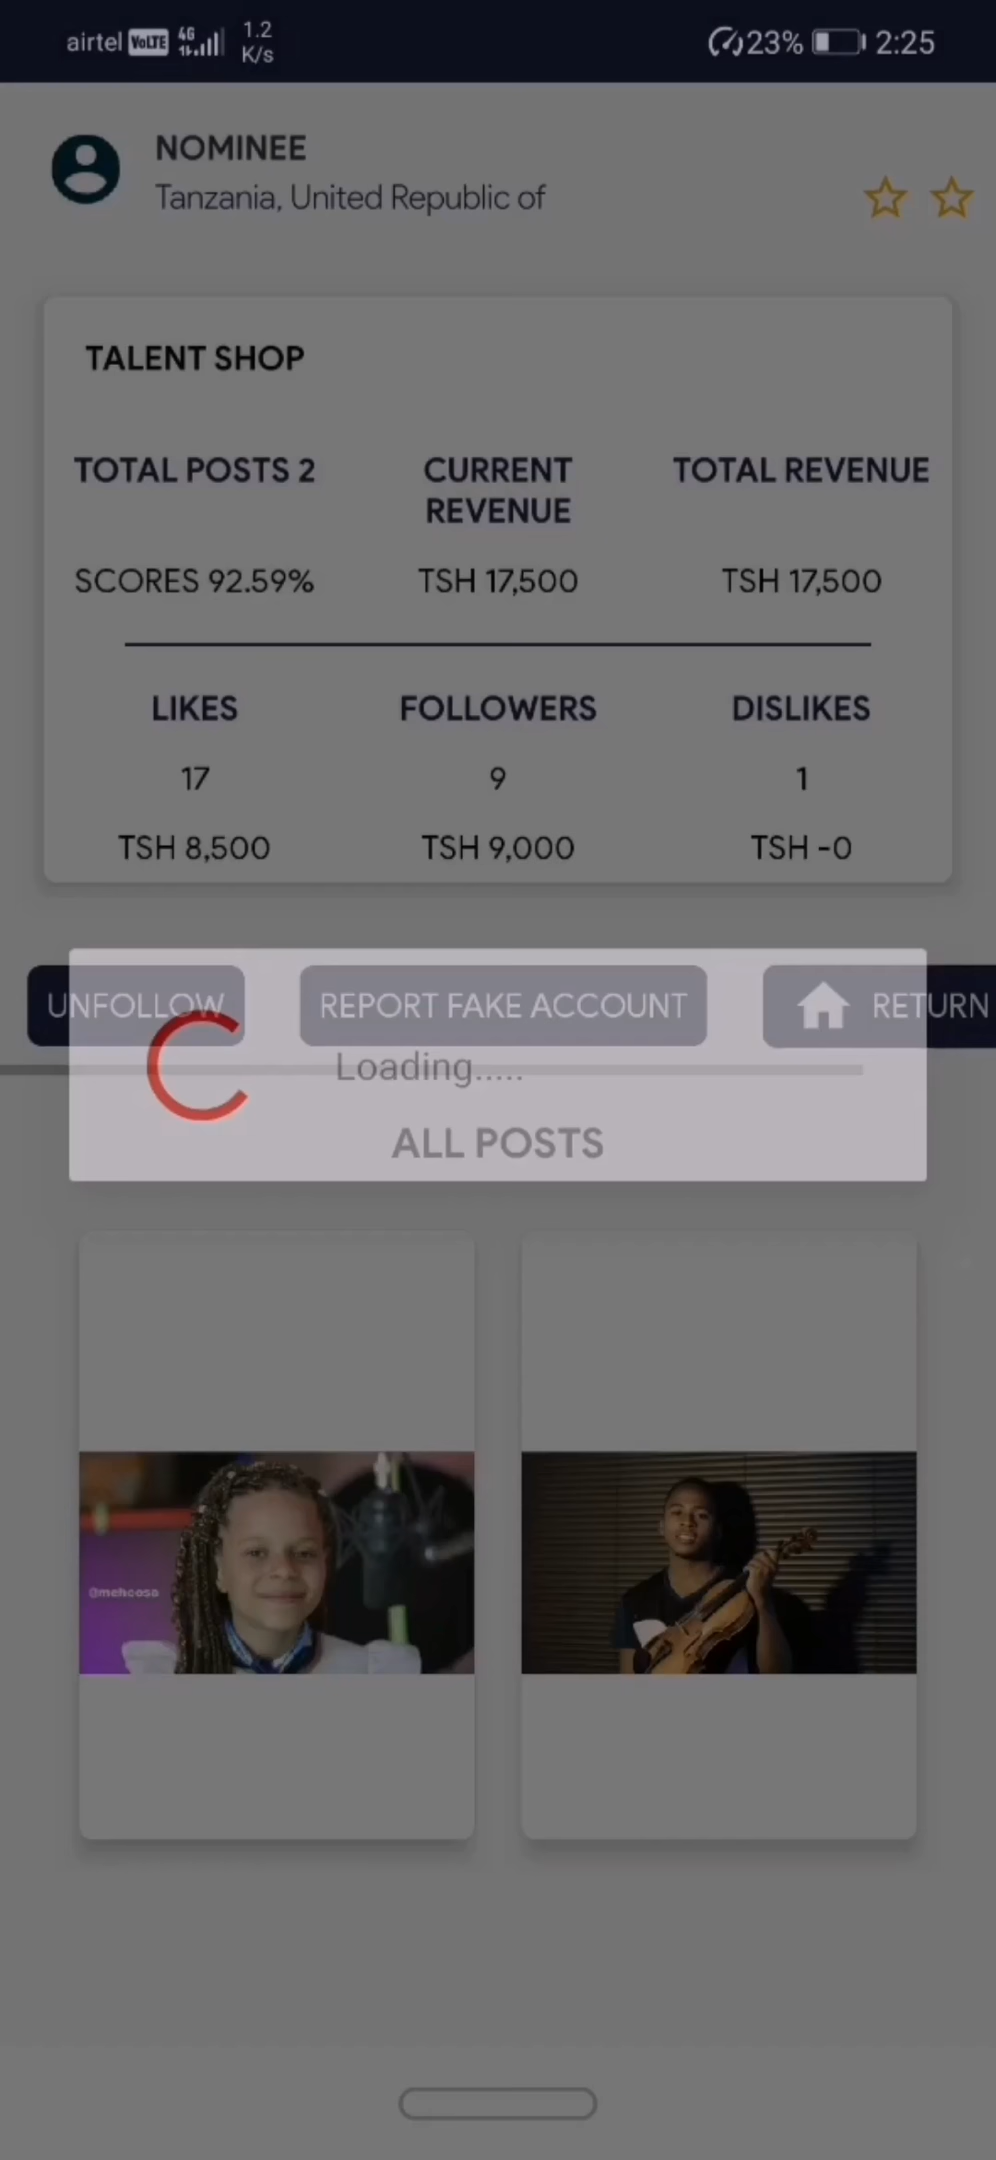 airtel VoLTE 4G 1.2 K/s 23% 2:25
NOMINEE
Tanzania, United Republic of
TALENT SHOP
TOTAL POSTS 2 CURRENT REVENUE TOTAL REVENUE
SCORES 92.59% TSH 17,500 TSH 17,500
LIKES FOLLOWERS DISLIKES
17 9 1
TSH 8,500 TSH 9,000 TSH -0
UNFOLLOW REPORT FAKE ACCOUNT RETURN
Loading.....
ALL POSTS
@mehcosa